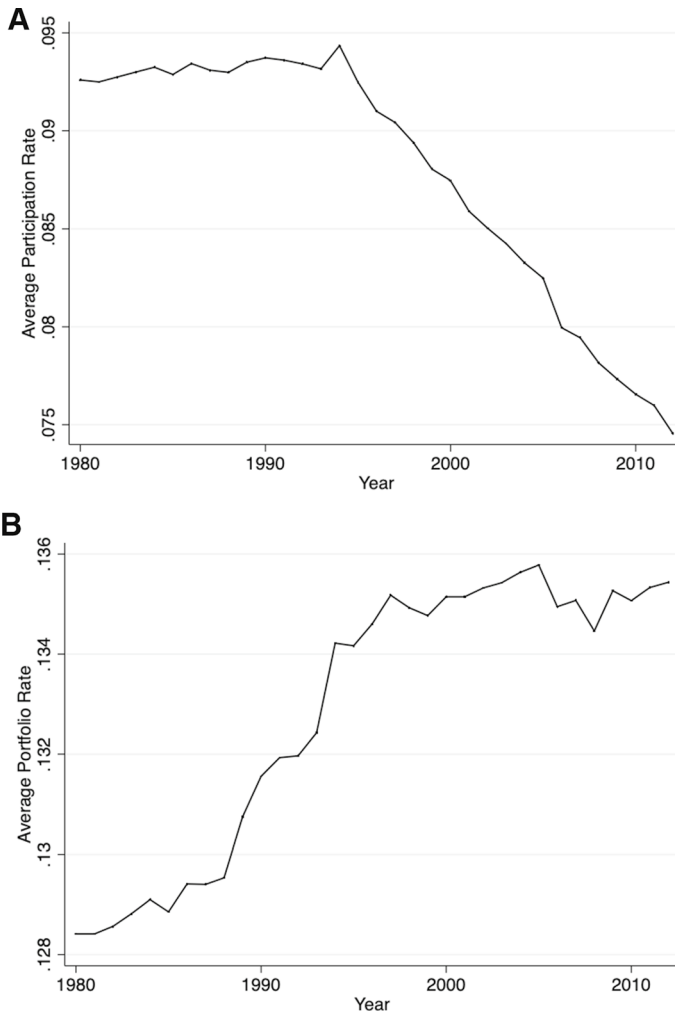 A
.095
.09
.085
.08
.075
Average Participation Rate
1980 1990 2000 2010
Year
B
.136
.134
.132
.13
.128
Average Portfolio Rate
1980 1990 2000 2010
Year